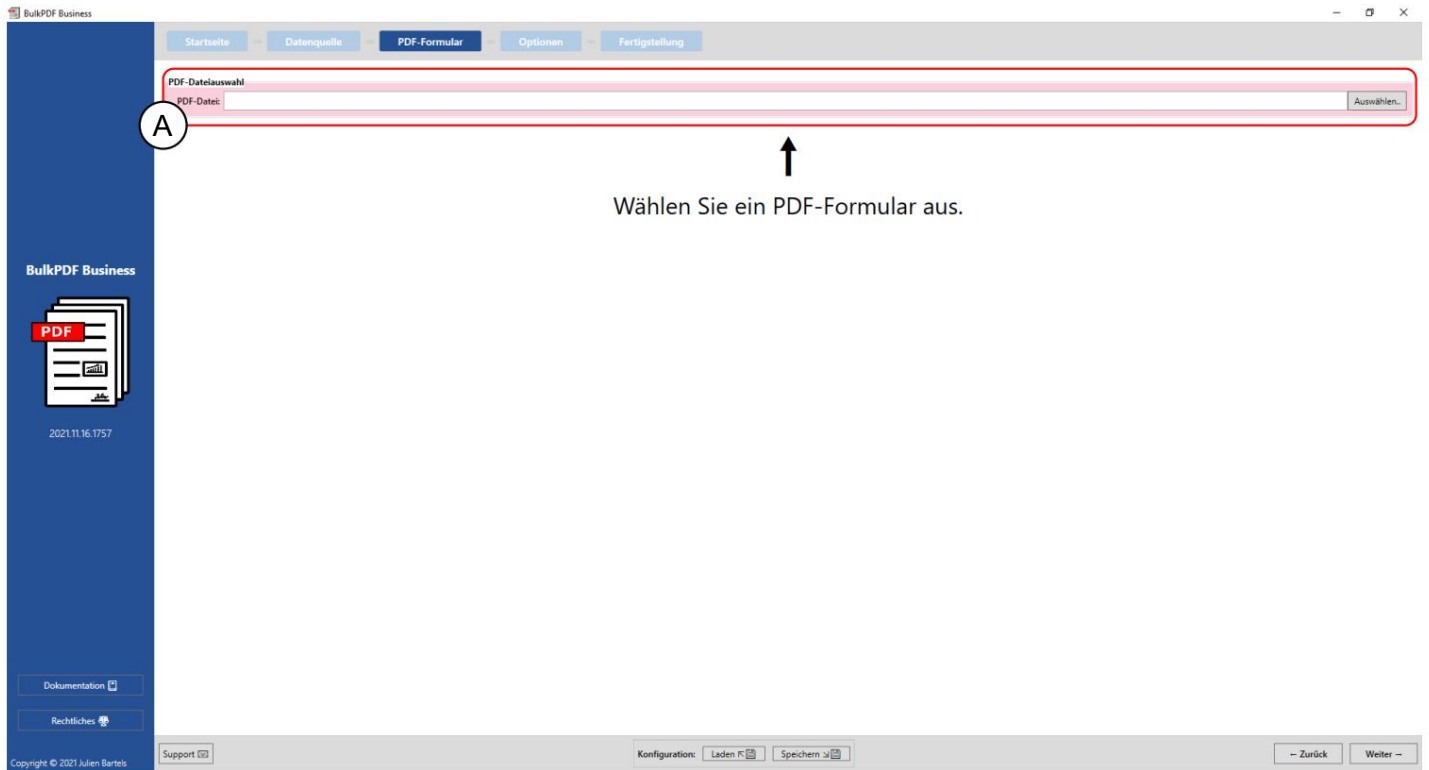 BulkPDF Business
Startseite Datenquelle PDF-Formular Optionen Fertigstellung
PDF-Dateiauswahl
PDF-Datei: Auswählen..
A
Wählen Sie ein PDF-Formular aus.
BulkPDF Business
PDF
2021.11.16.1757
Dokumentation
Rechtliches
Copyright © 2021 Julien Bartels
Support Konfiguration: Laden Speichern ← Zurück Weiter →